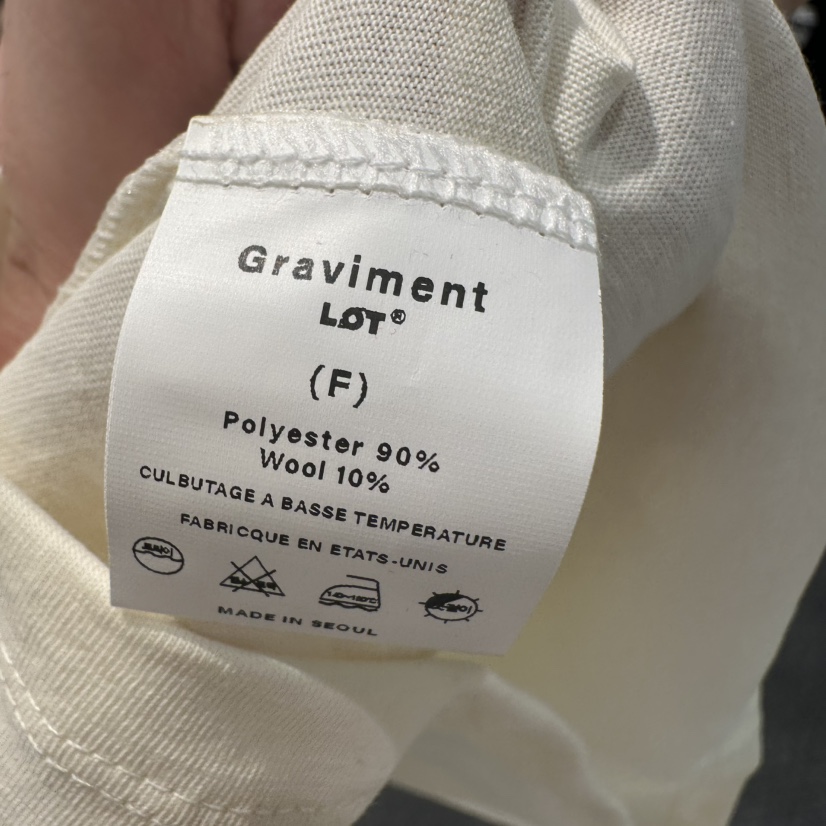 Graviment
LOT®
(F)
Polyester 90%
Wool 10%
CULBUTAGE A BASSE TEMPERATURE
FABRICQUE EN ETATS-UNIS
MADE IN SEOUL